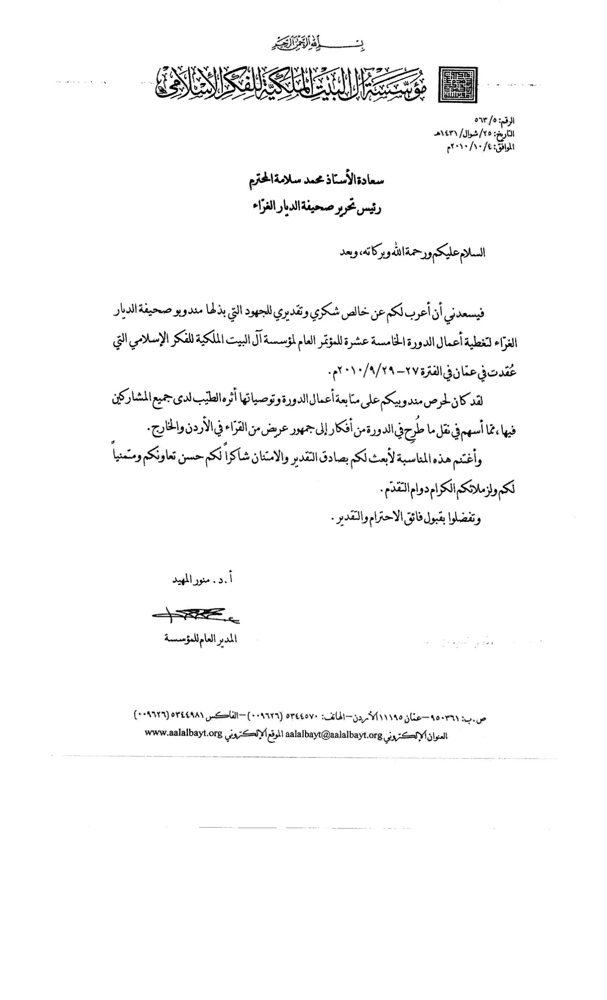 بسم الله الرحمن الرحيم
مؤسسة آل البيت الملكية للفكر الإسلامي
الرقم: ٥٦٣/٥
التاريخ: ٢٥/شوال/١٤٣١هـ
الموافق: ٢٠١٠/١٠/٤م
سعادة الأستاذ محمد سلامة المحترم
رئيس تحرير صحيفة الديار الغرّاء
السلام عليكم ورحمة الله وبركاته، وبعد
فيسعدني أن أعرب لكم عن خالص شكري وتقديري للجهود التي بذلها مندوبو صحيفة الديار
الغرّاء لتغطية أعمال الدورة الخامسة عشرة للمؤتمر العام لمؤسسة آل البيت الملكية للفكر الإسلامي التي
عُقدت في عمّان في الفترة ٢٧–٢٠١٠/٩/٢٩م.
لقد كان لحرص مندوبيكم على متابعة أعمال الدورة وتوصياتها أثره الطيّب لدى جميع المشاركين
فيها، ممّا أسهم في نقل ما طُرِح في الدورة من أفكار إلى جمهور عريض من القرّاء في الأردن والخارج.
وأغتنم هذه المناسبة لأبعث لكم بصادق التقدير والامتنان شاكراً لكم حسن تعاونكم ومتمنياً
لكم ولزملائكم الكرام دوام التقدّم.
وتفضلوا بقبول فائق الاحترام والتقدير.
أ.د. منور المهيد
المدير العام للمؤسسة
ص.ب: ٩٥٠٣٦١–عمّان ١١١٩٥ الأردن–الهاتف: ٥٣٤٤٥٧٠ (٠٠٩٦٢٦)–الفاكس ٥٣٤٤٩٨١ (٠٠٩٦٢٦)
العنوان الإلكتروني aalalbayt@aalalbayt.org الموقع الإلكتروني www.aalalbayt.org